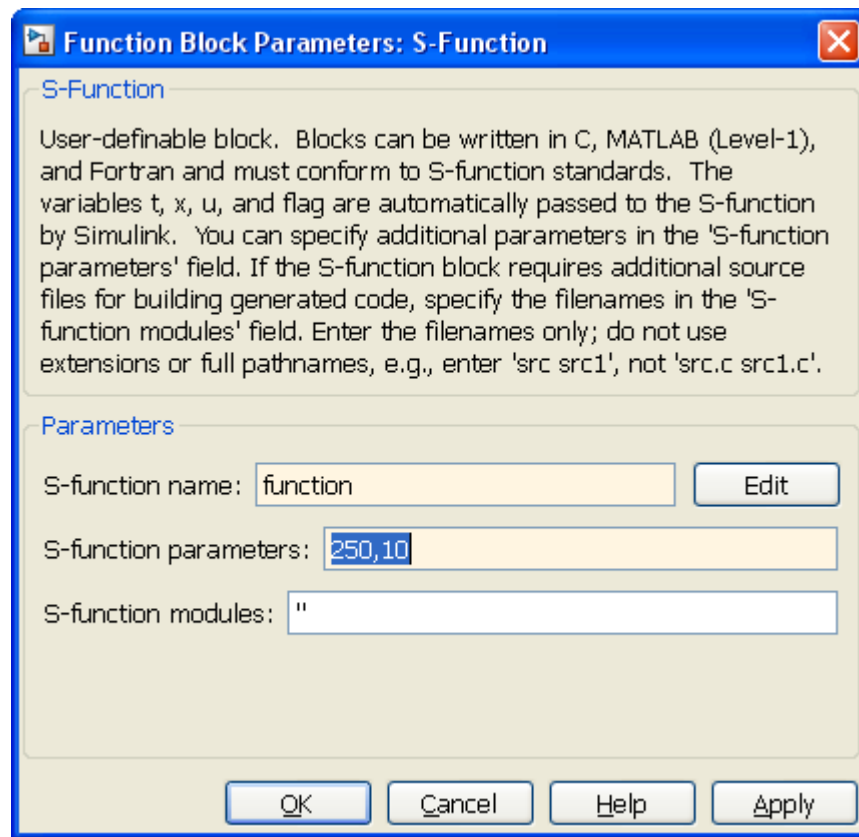 Function Block Parameters: S-Function
S-Function
User-definable block.  Blocks can be written in C, MATLAB (Level-1),
and Fortran and must conform to S-function standards.  The
variables t, x, u, and flag are automatically passed to the S-function
by Simulink.  You can specify additional parameters in the 'S-function
parameters' field. If the S-function block requires additional source
files for building generated code, specify the filenames in the 'S-
function modules' field. Enter the filenames only; do not use
extensions or full pathnames, e.g., enter 'src src1', not 'src.c src1.c'.
Parameters
S-function name: function Edit
S-function parameters: 250,10
S-function modules: ''
OK Cancel Help Apply